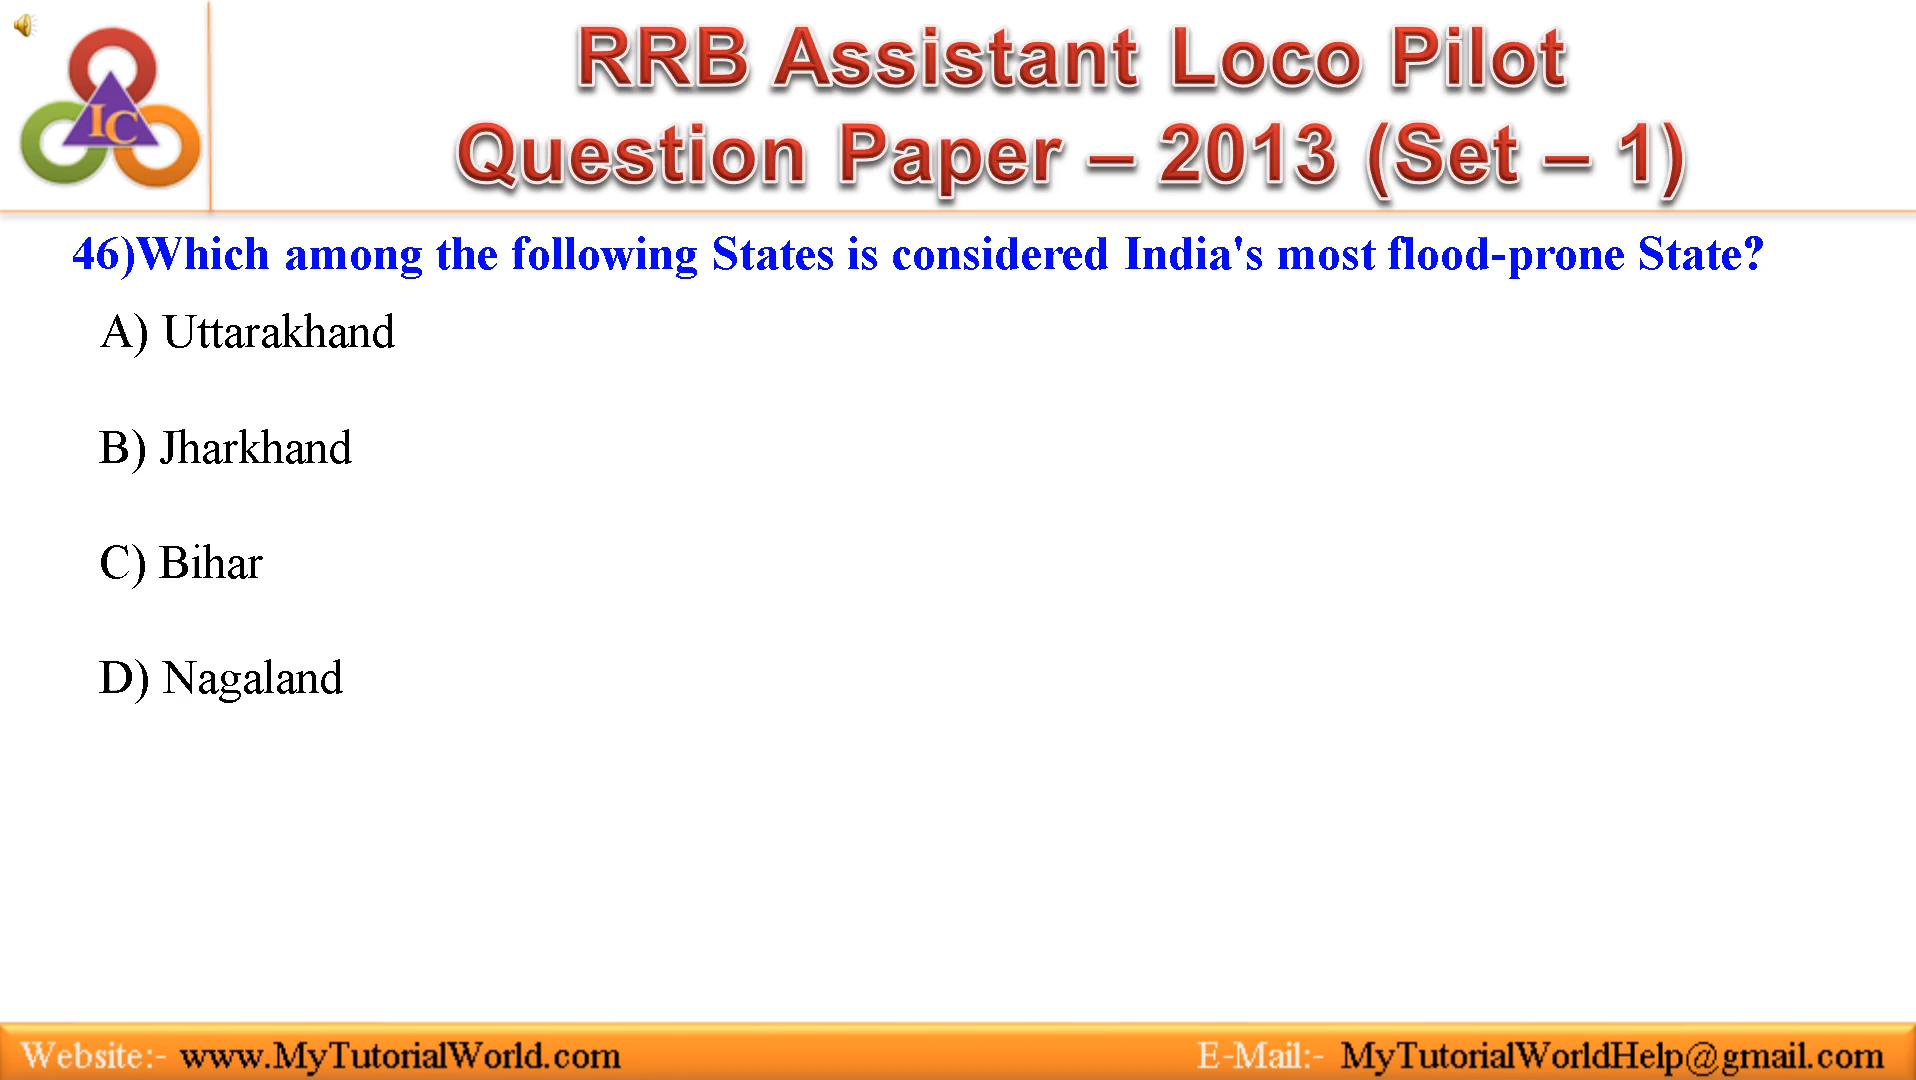 IC
RRB Assistant Loco Pilot
Question Paper – 2013 (Set – 1)
46)Which among the following States is considered India's most flood-prone State?
A) Uttarakhand
B) Jharkhand
C) Bihar
D) Nagaland
Website:- www.MyTutorialWorld.com
E-Mail:- MyTutorialWorldHelp@gmail.com